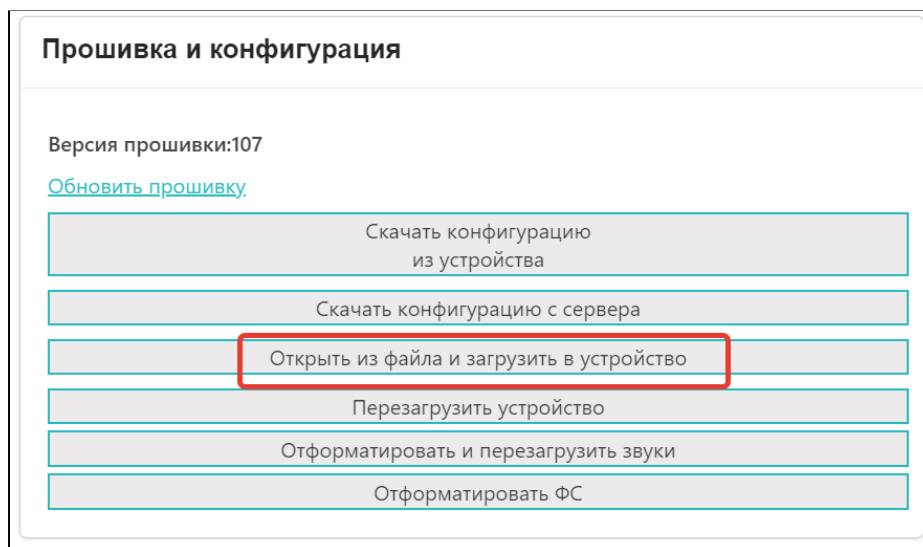 Прошивка и конфигурация
Версия прошивки:107
Обновить прошивку
Скачать конфигурацию
из устройства
Скачать конфигурацию с сервера
Открыть из файла и загрузить в устройство
Перезагрузить устройство
Отформатировать и перезагрузить звуки
Отформатировать ФС